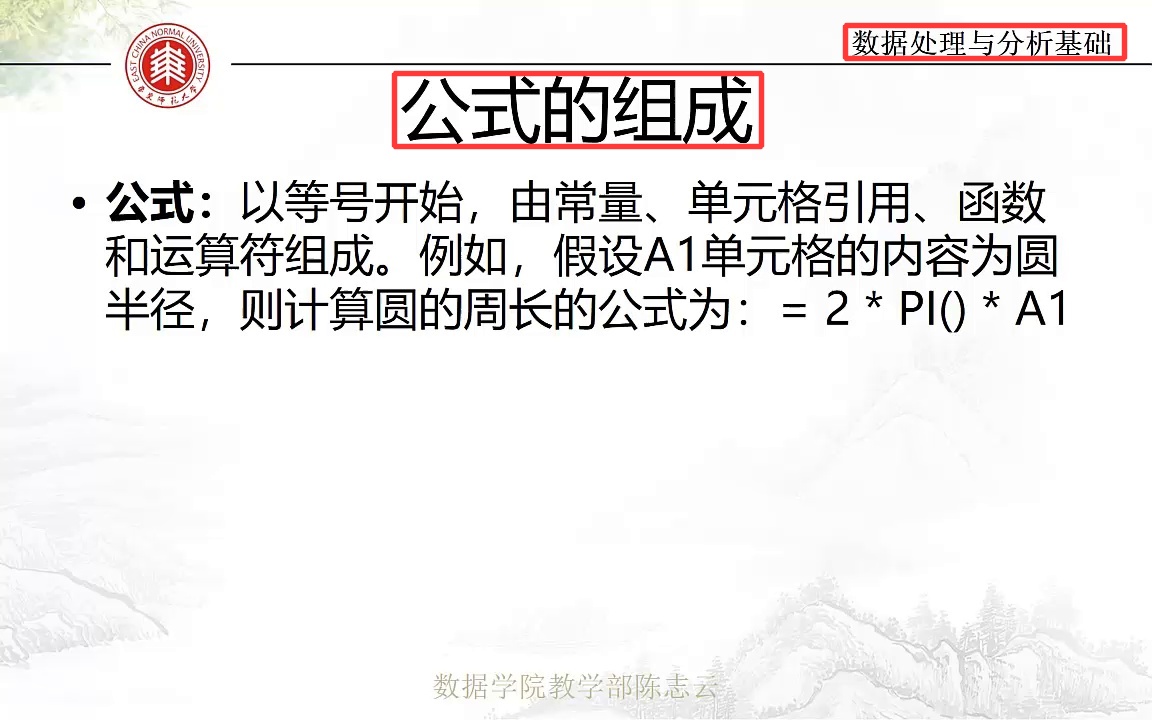 EAST CHINA NORMAL UNIVERSITY
華東师范大学
数据处理与分析基础
公式的组成
• 公式：以等号开始，由常量、单元格引用、函数
和运算符组成。例如，假设A1单元格的内容为圆
半径，则计算圆的周长的公式为：= 2 * PI() * A1
数据学院教学部陈志云